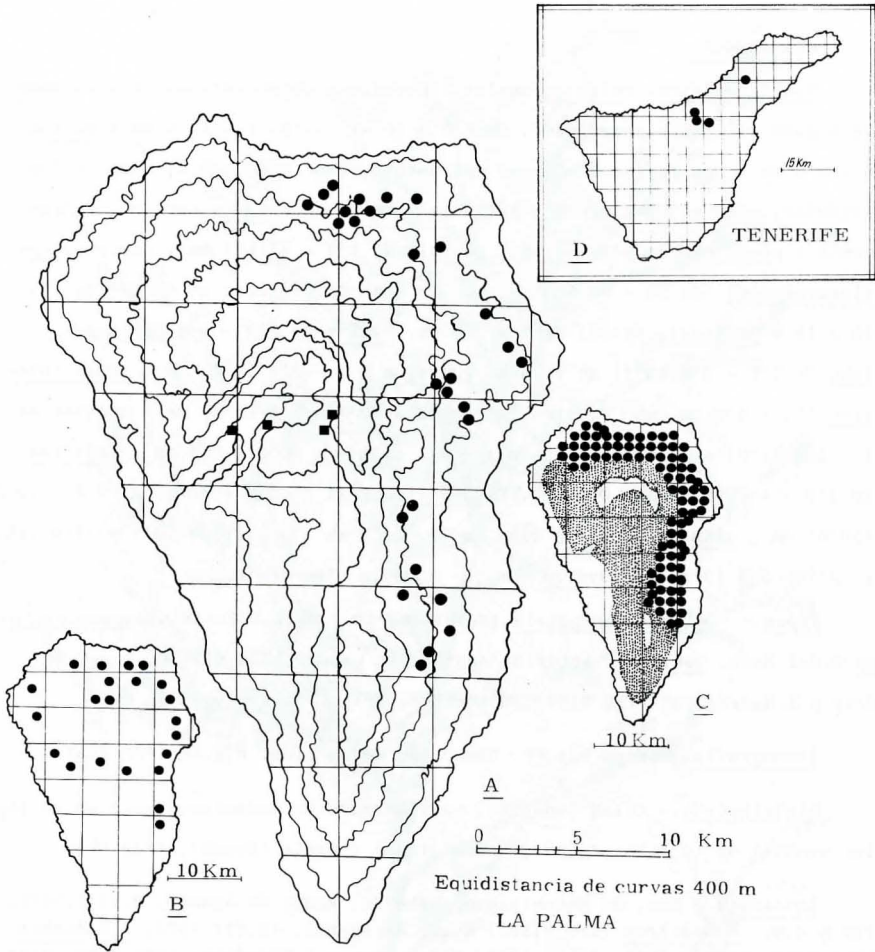 15 Km
TENERIFE
D
C
10 Km.
A
0 5 10 Km
Equidistancia de curvas 400 m
LA PALMA
10 Km.
B